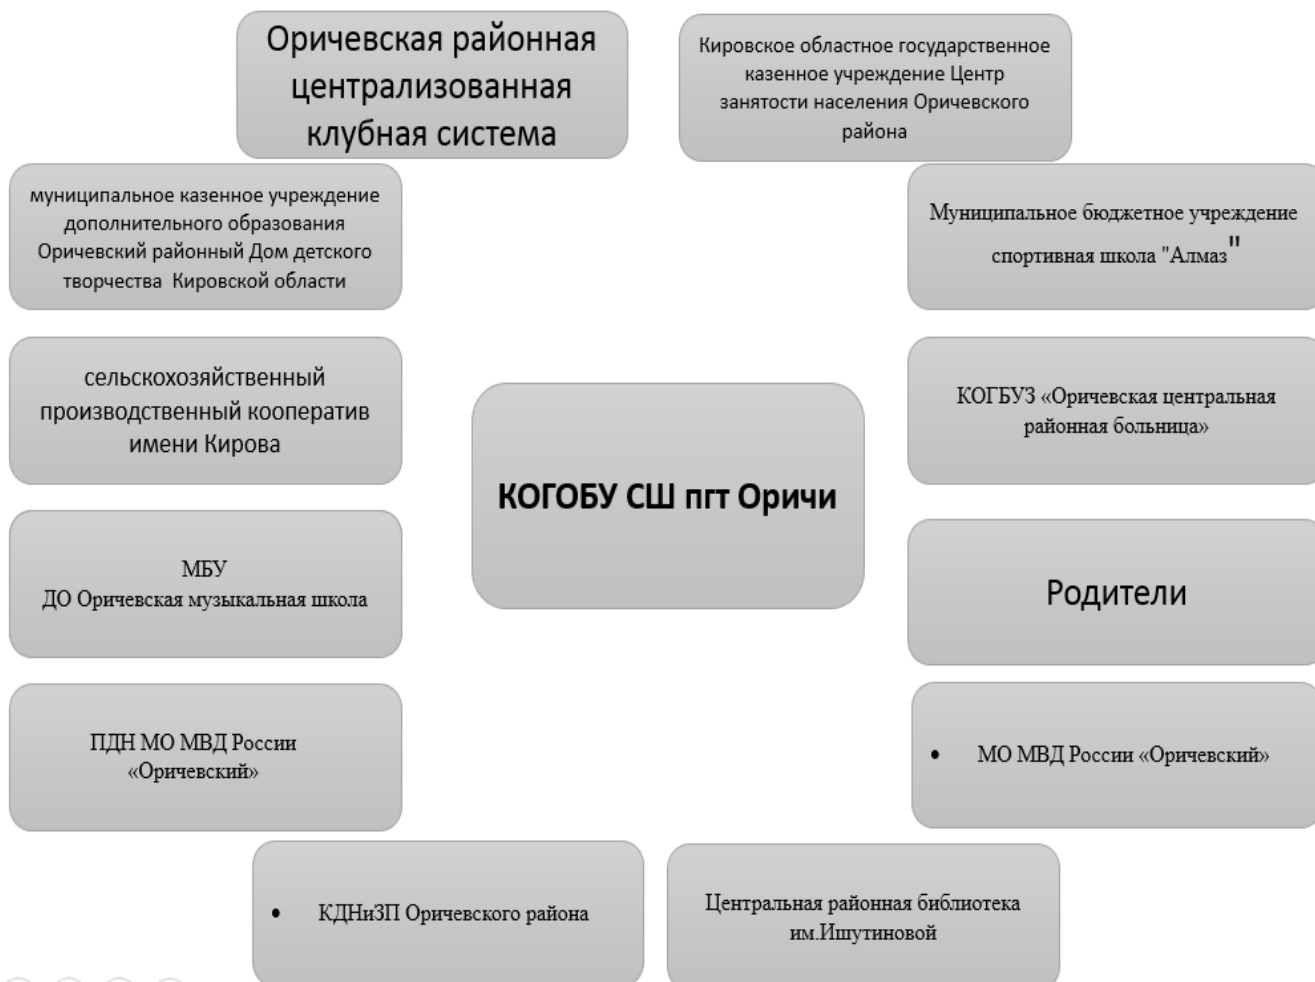 Оричевская районная
централизованная
клубная система
Кировское областное государственное
казенное учреждение Центр
занятости населения Оричевского
района
муниципальное казенное учреждение
дополнительного образования
Оричевский районный Дом детского
творчества Кировской области
Муниципальное бюджетное учреждение
спортивная школа "Алмаз"
сельскохозяйственный
производственный кооператив
имени Кирова
КОГБУЗ «Оричевская центральная
районная больница»
КОГОБУ СШ пгт Оричи
МБУ
ДО Оричевская музыкальная школа
Родители
ПДН МО МВД России
«Оричевский»
• МО МВД России «Оричевский»
• КДНиЗП Оричевского района
Центральная районная библиотека
им.Ишутиновой